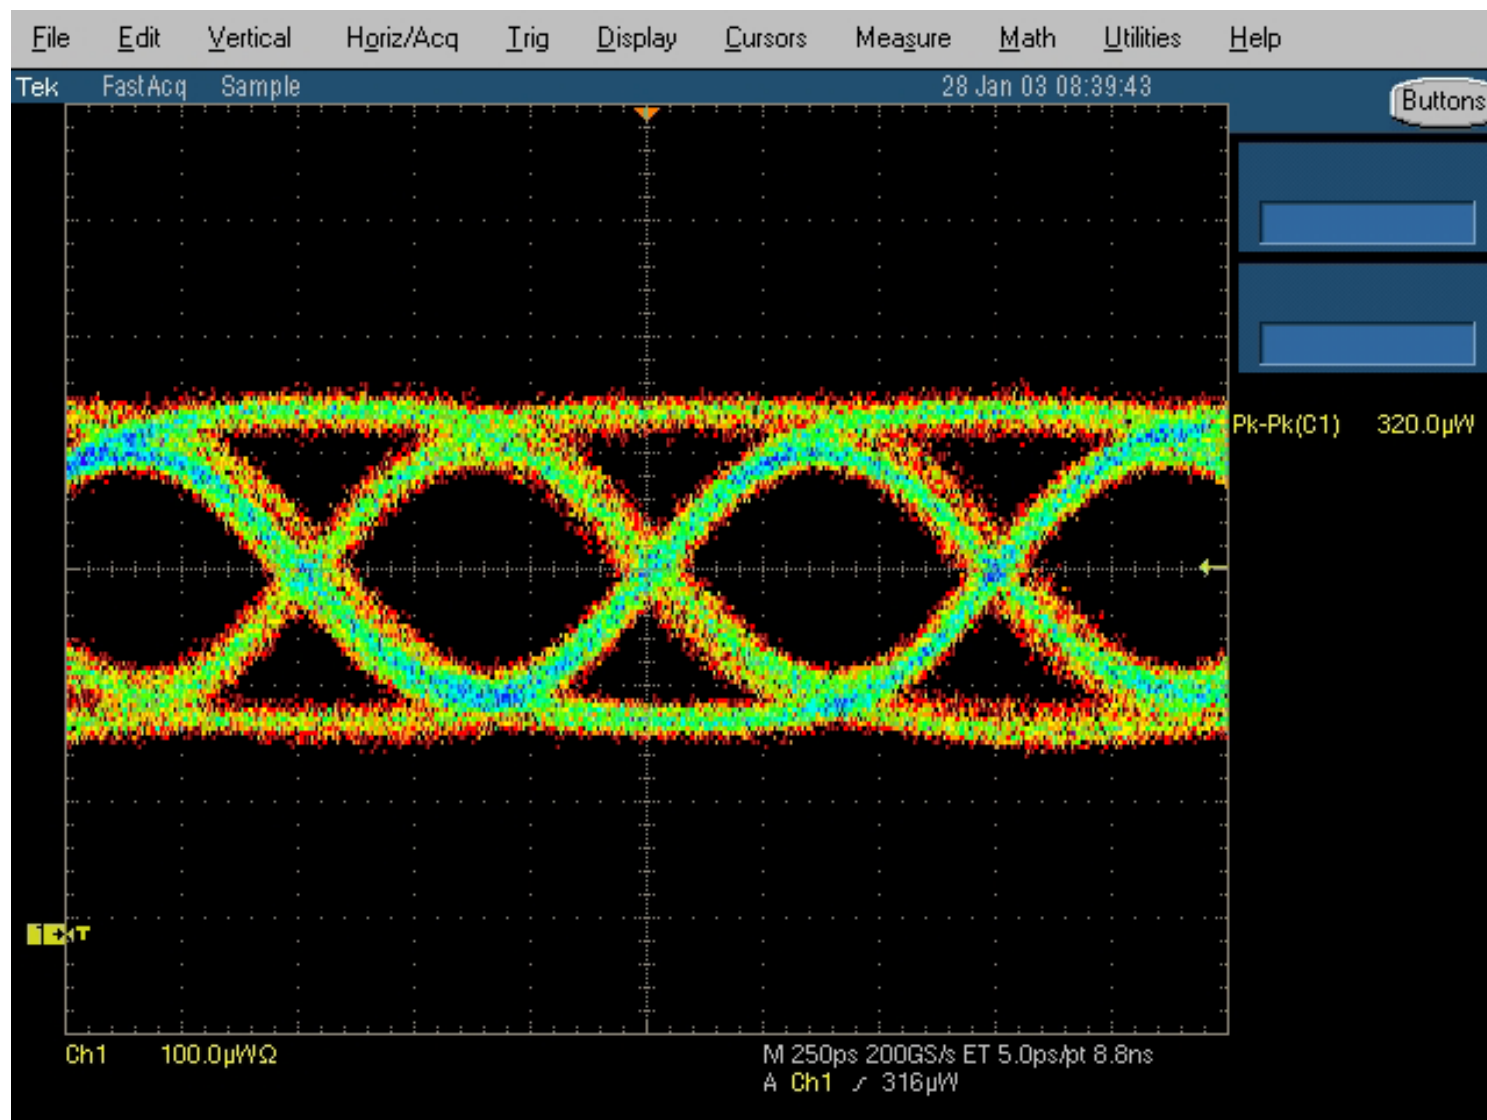 File Edit Vertical Horiz/Acq Trig Display Cursors Measure Math Utilities Help
Tek FastAcq Sample 28 Jan 03 08:39:43 Buttons
Pk-Pk(C1) 320.0µW
1 T
Ch1 100.0µWΩ M 250ps 200GS/s ET 5.0ps/pt 8.8ns
A Ch1 316µW